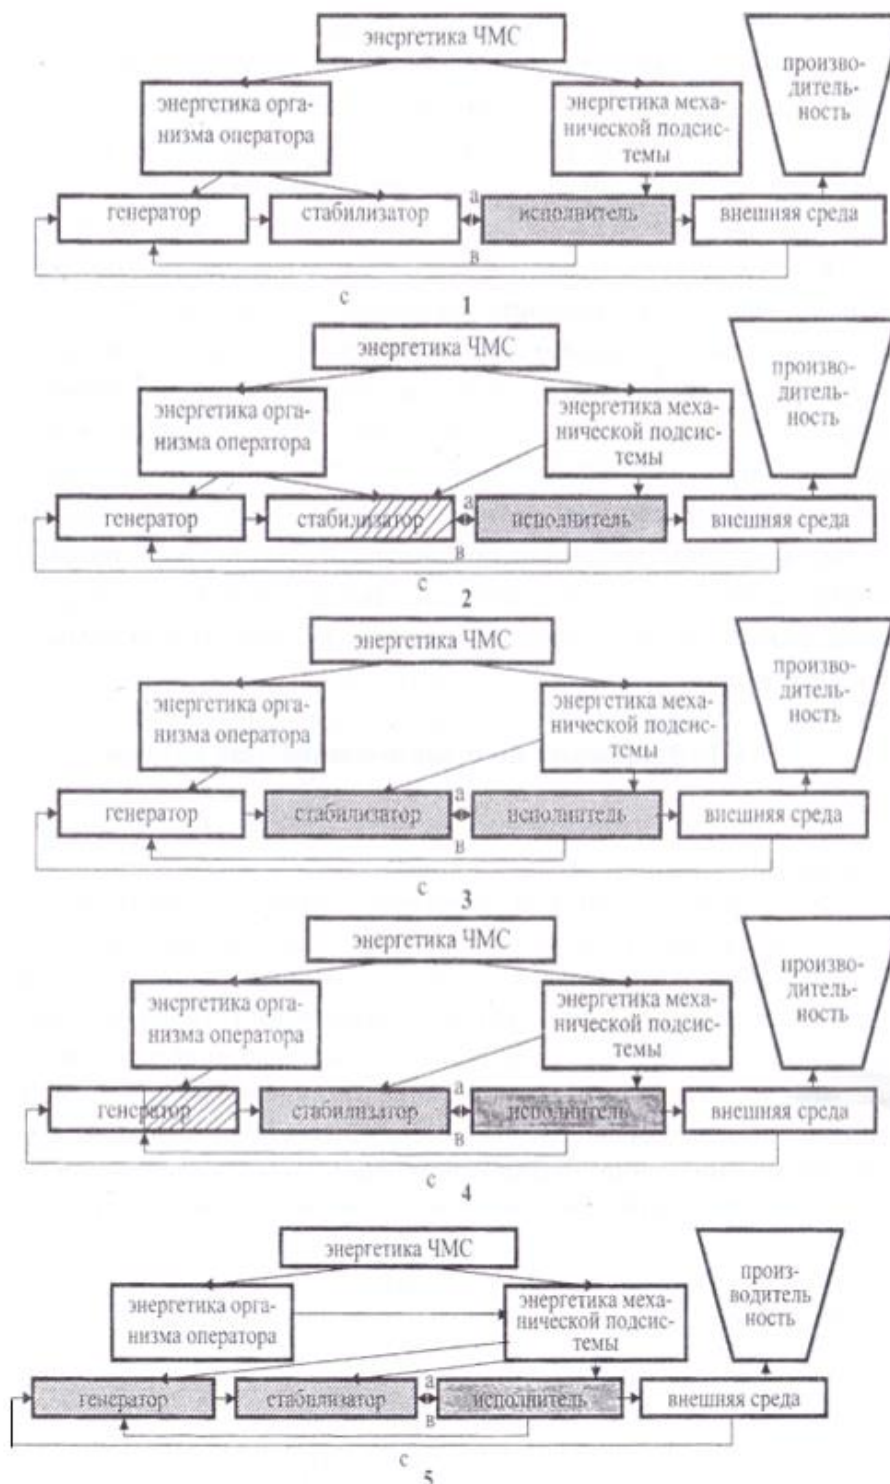 энергетика ЧМС
энергетика орга-
низма оператора
энергетика меха-
нической подсис-
темы
произво-
дитель-
ность
генератор
стабилизатор
а
исполвитель
внешняя среда
в
с
1
энергетика ЧМС
энергетика орга-
низма оператора
энергетика меха-
нической подсис-
темы
произво-
дитель-
ность
генератор
стабилизатор
а
исполнитель
внешняя среда
в
с
2
энергетика ЧМС
энергетика орга-
низма оператора
энергетика меха-
нической подсис-
темы
произво-
дитель-
ность
генератор
стабилизатор
а
исполнитель
внешняя среда
в
с
3
энергетика ЧМС
энергетика орга-
низма оператора
энергетика меха-
нической подсис-
темы
произво-
дитель-
ность
генератор
стабилизатор
а
исполнитель
внешняя среда
в
с
4
энергетика ЧМС
энергетика орга-
низма оператора
энергетика меха-
нической подсис-
темы
произ-
водитель
ность
генератор
стабилизатор
а
исполнитель
внешняя среда
в
с
5